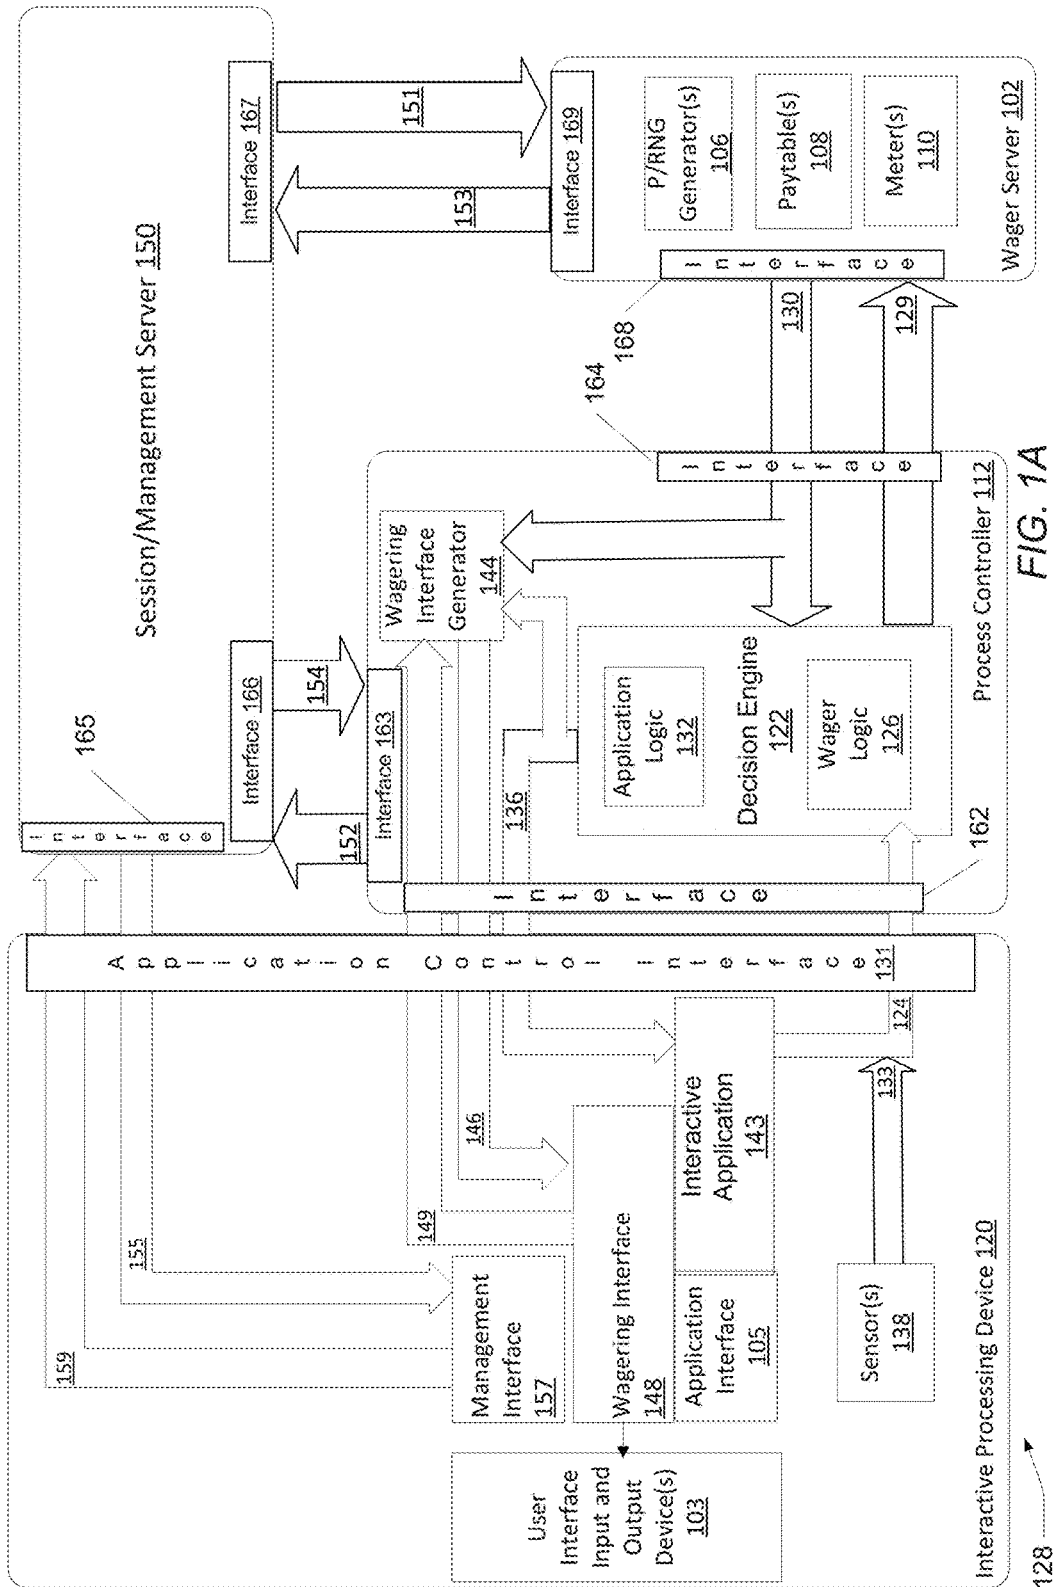 128
Interactive Processing Device 120
User
Interface
Input and
Output
Device(s)
103
Management
Interface
157
Wagering Interface
148
Application
Interface
105
Interactive
Application
143
Sensor(s)
138
159
155
149
146
133
124
Application Control Interface 131
165
Interface
Session/Management Server 150
Interface 166
Interface 167
152
154
153
151
Interface 163
Interface
162
136
Wagering
Interface
Generator
144
Application
Logic
132
Decision Engine
122
Wager
Logic
126
Process Controller 112
164
Interface
130
129
168
Interface
Interface 169
P/RNG
Generator(s)
106
Paytable(s)
108
Meter(s)
110
Wager Server 102
FIG. 1A